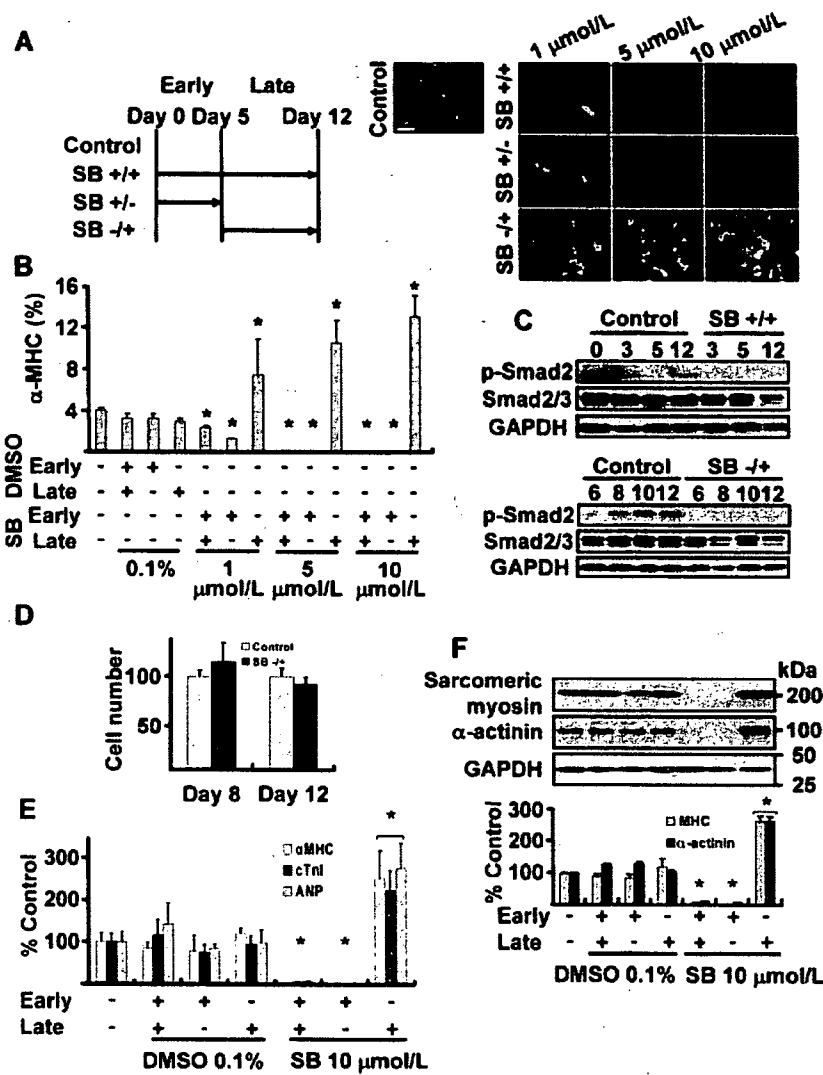 A
Early Late
Day 0 Day 5 Day 12
Control
SB +/+
SB +/-
SB -/+
Control
1 µmol/L 5 µmol/L 10 µmol/L
SB +/+
SB +/-
SB -/+
B
α-MHC (%)
16
12
8
4
* * * * * * * * *
DMSO
Early - + + - - - - - - - - - -
Late - + - + - - - - - - - - -
SB
Early - - - - + + - + + - + + -
Late - - - - + - + + - + + - +
0.1% 1 5 10
µmol/L µmol/L µmol/L
C
Control SB +/+
0 3 5 12 3 5 12
p-Smad2
Smad2/3
GAPDH
Control SB -/+
6 8 10 12 6 8 10 12
p-Smad2
Smad2/3
GAPDH
D
Cell number
100
50
Control
SB -/+
Day 8 Day 12
E
% Control
300
200
100
αMHC
cTnI
ANP
* * *
Early - + + - + + -
Late - + - + + - +
DMSO 0.1% SB 10 µmol/L
F
kDa
Sarcomeric myosin
200
α-actinin
100
50
GAPDH
25
% Control
300
200
100
MHC
α-actinin
* * *
Early - + + - + + -
Late - + - + + - +
DMSO 0.1% SB 10 µmol/L